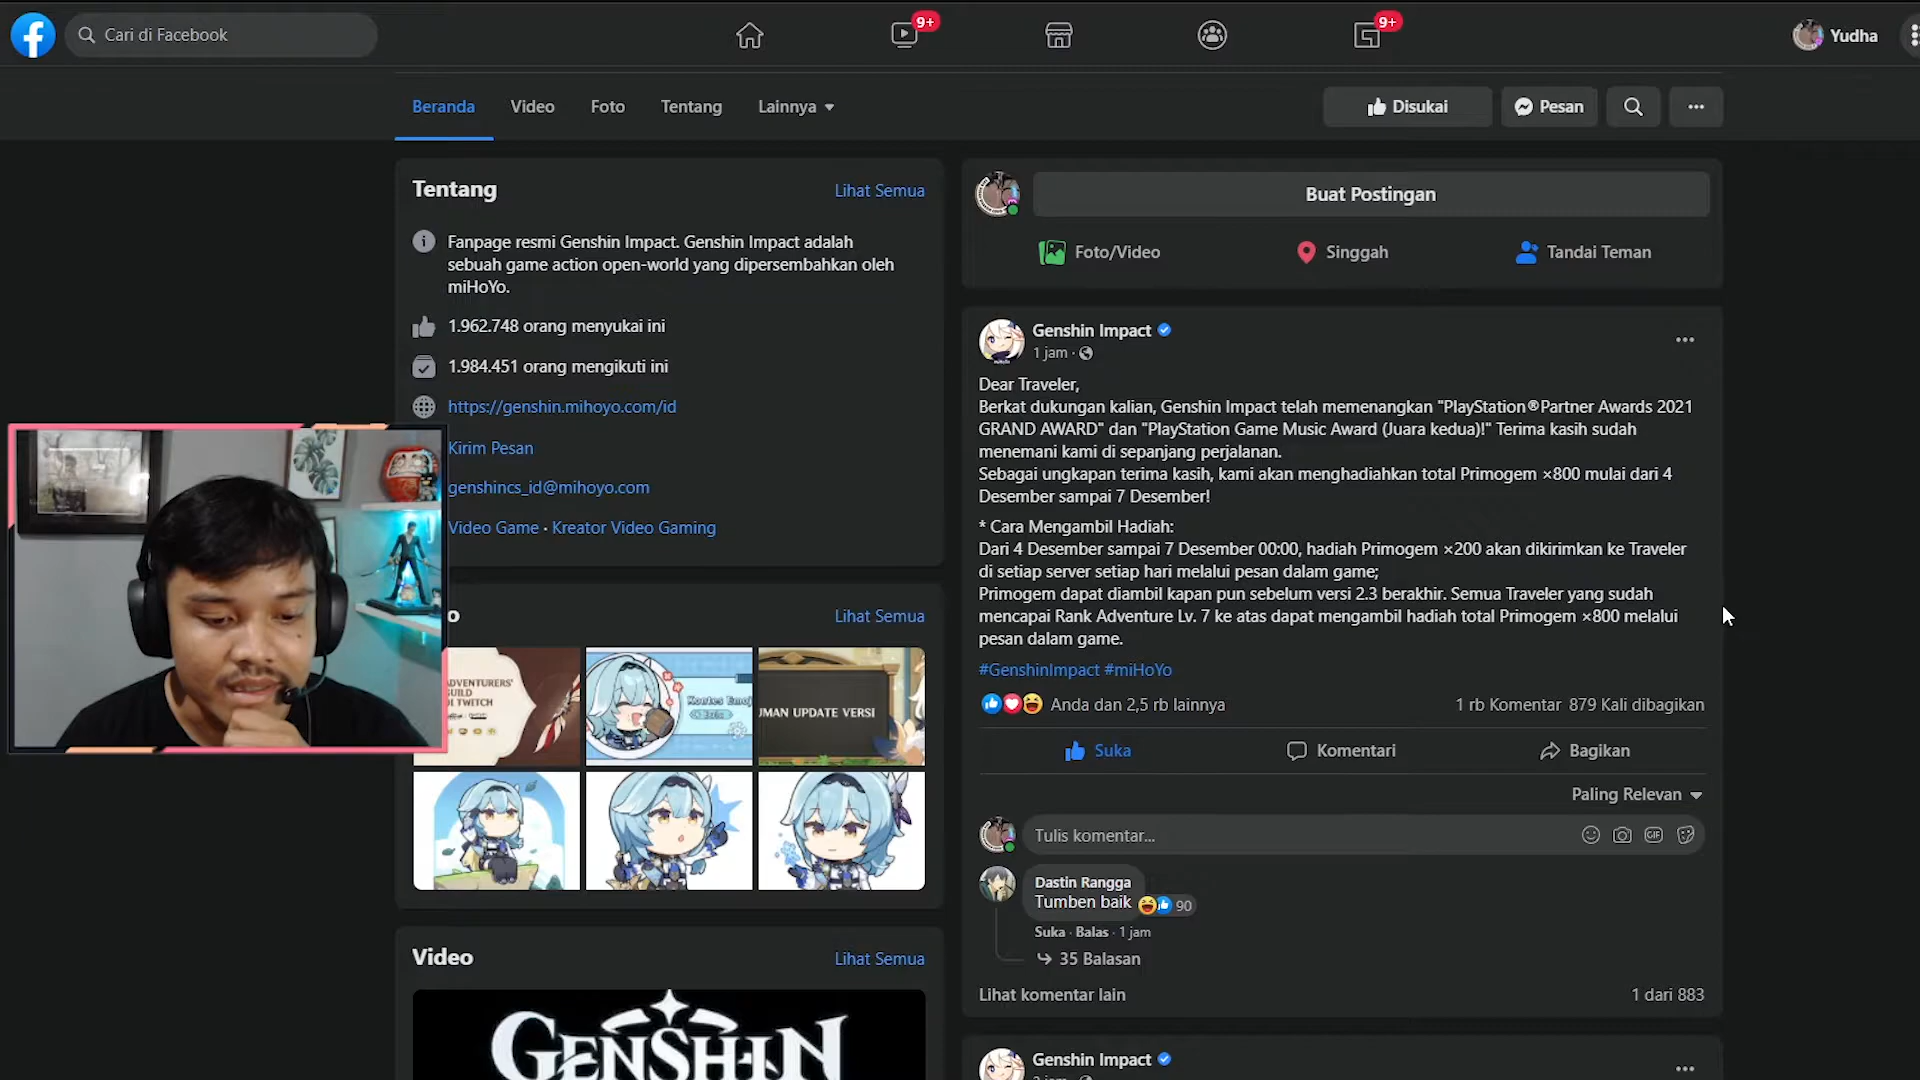 Cari di Facebook
9+
9+
Yudha
Beranda
Video
Foto
Tentang
Lainnya
Disukai
Pesan
Tentang
Lihat Semua
Fanpage resmi Genshin Impact. Genshin Impact adalah
sebuah game action open-world yang dipersembahkan oleh
miHoYo.
1.962.748 orang menyukai ini
1.984.451 orang mengikuti ini
https://genshin.mihoyo.com/id
Kirim Pesan
genshincs_id@mihoyo.com
Video Game · Kreator Video Gaming
o
Lihat Semua
ADVENTURERS'
UILD
DI TWITCH
Kontes Emoj
UMAN UPDATE VERSI
Video
Lihat Semua
GENSHIN
Buat Postingan
Foto/Video
Singgah
Tandai Teman
Genshin Impact
1 jam ·
Dear Traveler,
Berkat dukungan kalian, Genshin Impact telah memenangkan "PlayStation®Partner Awards 2021
GRAND AWARD" dan "PlayStation Game Music Award (Juara kedua)!" Terima kasih sudah
menemani kami di sepanjang perjalanan.
Sebagai ungkapan terima kasih, kami akan menghadiahkan total Primogem ×800 mulai dari 4
Desember sampai 7 Desember!
* Cara Mengambil Hadiah:
Dari 4 Desember sampai 7 Desember 00:00, hadiah Primogem ×200 akan dikirimkan ke Traveler
di setiap server setiap hari melalui pesan dalam game;
Primogem dapat diambil kapan pun sebelum versi 2.3 berakhir. Semua Traveler yang sudah
mencapai Rank Adventure Lv. 7 ke atas dapat mengambil hadiah total Primogem ×800 melalui
pesan dalam game.
#GenshinImpact #miHoYo
Anda dan 2,5 rb lainnya
1 rb Komentar 879 Kali dibagikan
Suka
Komentari
Bagikan
Paling Relevan
Tulis komentar...
GIF
Dastin Rangga
Tumben baik
90
Suka · Balas · 1 jam
35 Balasan
Lihat komentar lain
1 dari 883
Genshin Impact